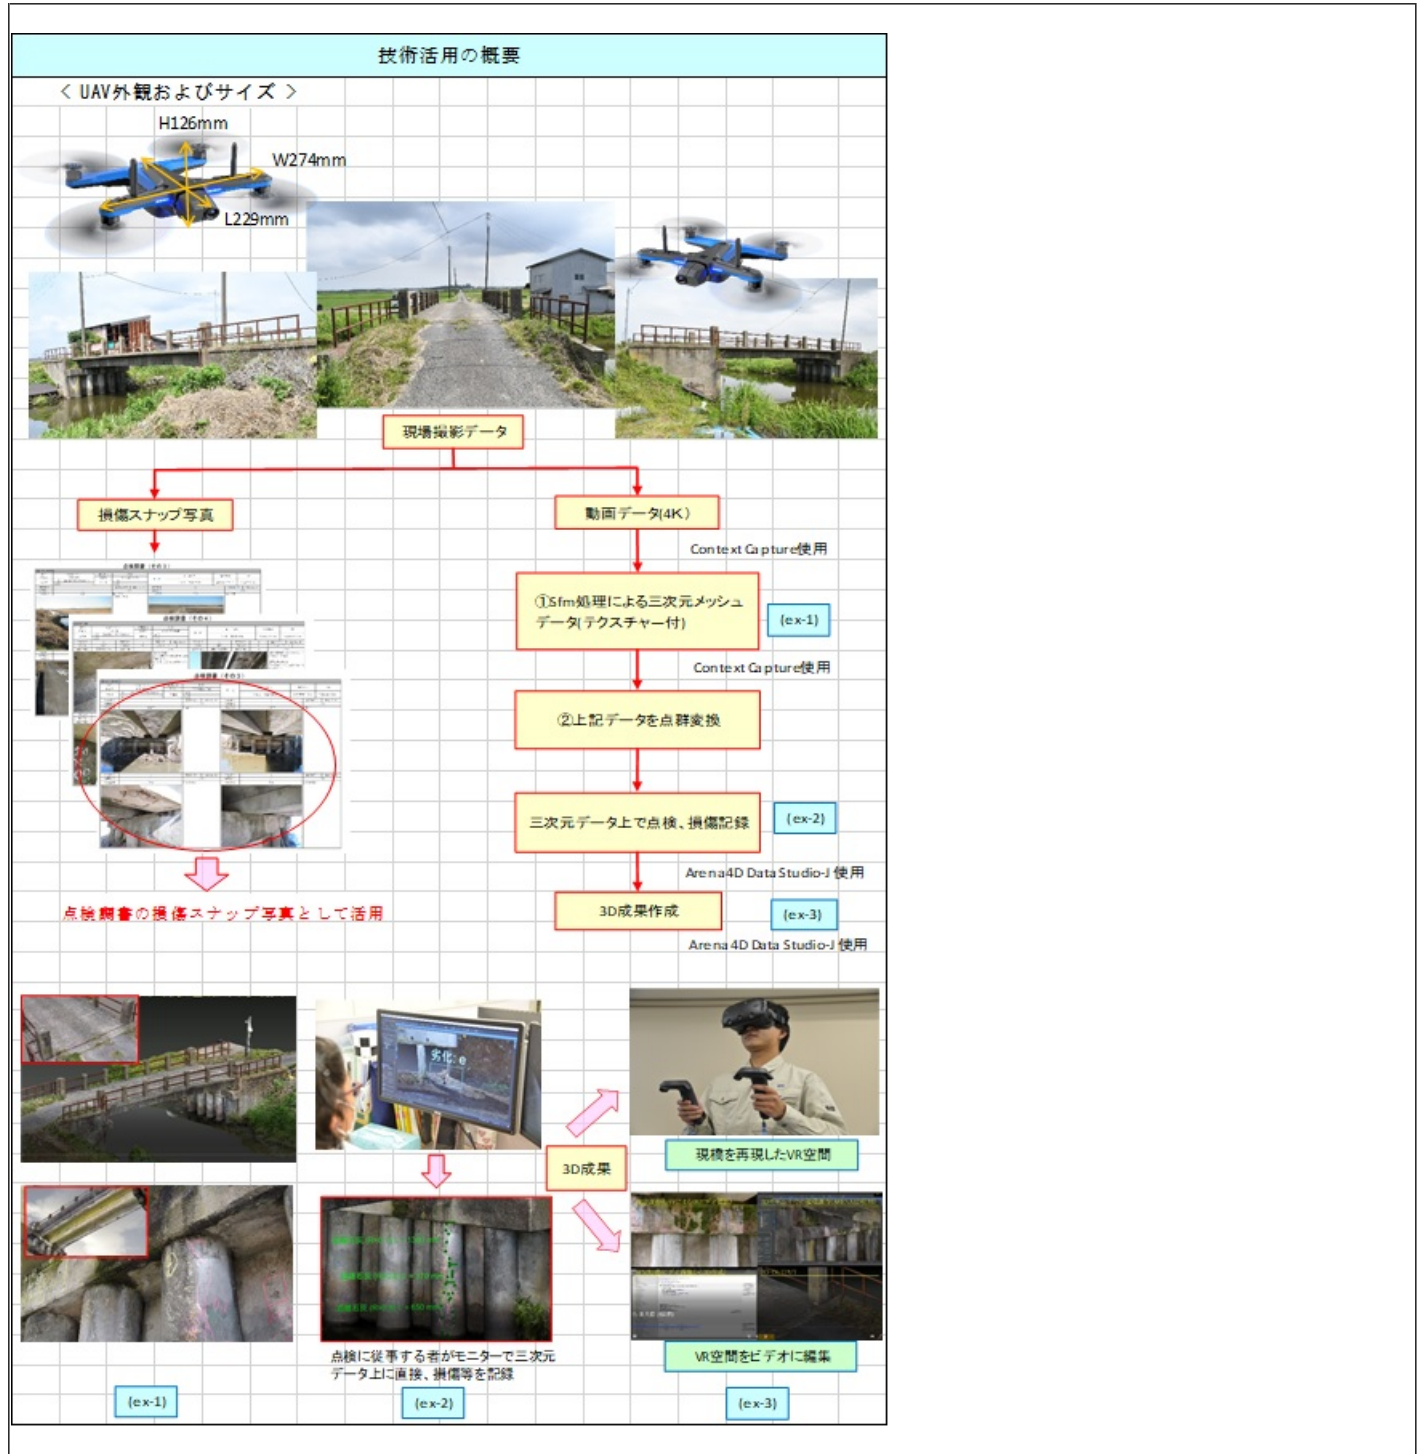 技術活用の概要
< UAV外観およびサイズ >
H126mm
W274mm
L229mm
現場撮影データ
損傷スナップ写真
動画データ(4K)
Context Capture使用
①Sfm処理による三次元メッシュ
データ(テクスチャー付)
(ex-1)
Context Capture使用
②上記データを点群変換
三次元データ上で点検、損傷記録
(ex-2)
Arena4D Data Studio-J 使用
3D成果作成
(ex-3)
Arena4D Data Studio-J 使用
点検調書の損傷スナップ写真として活用
劣化:e
3D成果
現橋を再現したVR空間
点検に従事する者がモニターで三次元
データ上に直接、損傷等を記録
VR空間をビデオに編集
(ex-1)
(ex-2)
(ex-3)